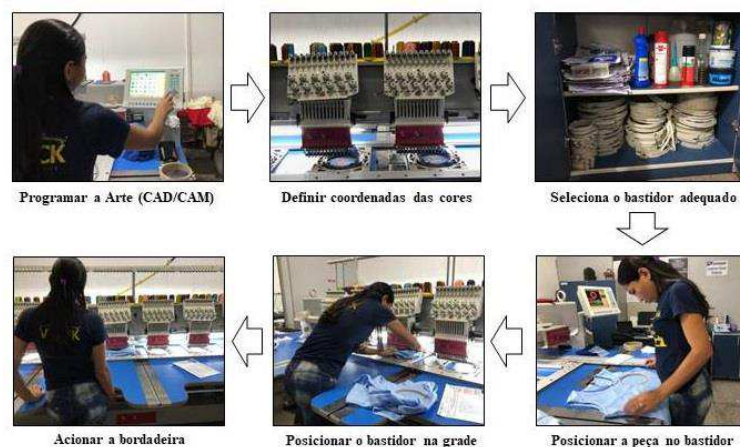 CK
Programar a Arte (CAD/CAM)
Definir coordenadas das cores
Seleciona o bastidor adequado
Acionar a bordadeira
Posicionar o bastidor na grade
Posicionar a peça no bastidor